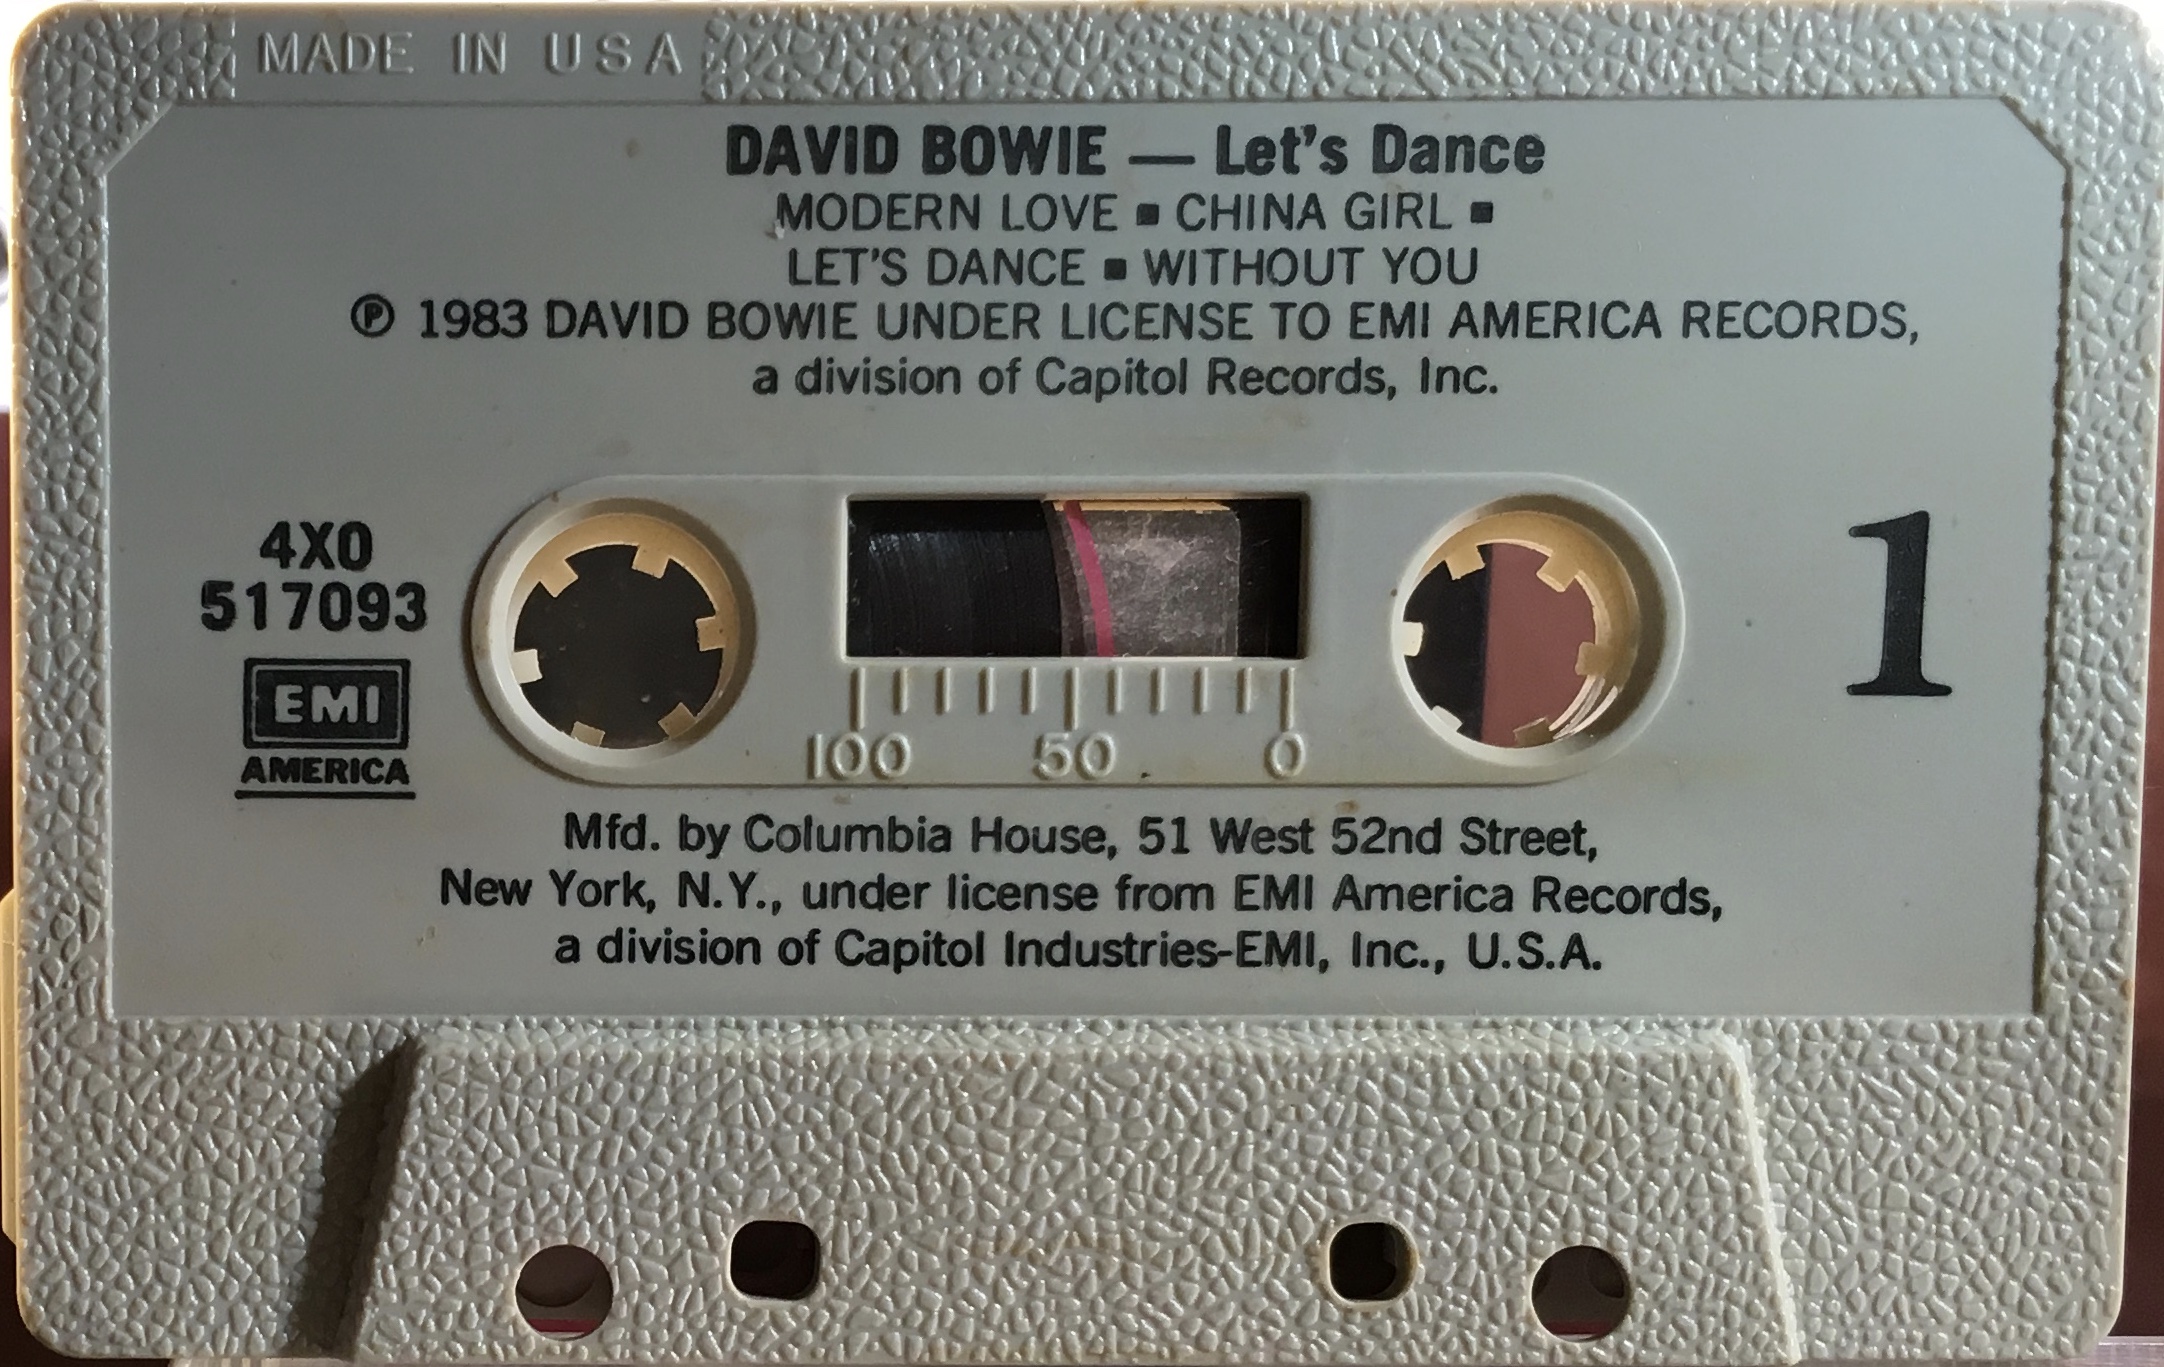 MADE IN USA
DAVID BOWIE — Let's Dance
MODERN LOVE ■ CHINA GIRL ■
LET'S DANCE ■ WITHOUT YOU
℗ 1983 DAVID BOWIE UNDER LICENSE TO EMI AMERICA RECORDS,
a division of Capitol Records, Inc.
4X0
517093
EMI
AMERICA
100 50 0
1
Mfd. by Columbia House, 51 West 52nd Street,
New York, N.Y., under license from EMI America Records,
a division of Capitol Industries-EMI, Inc., U.S.A.